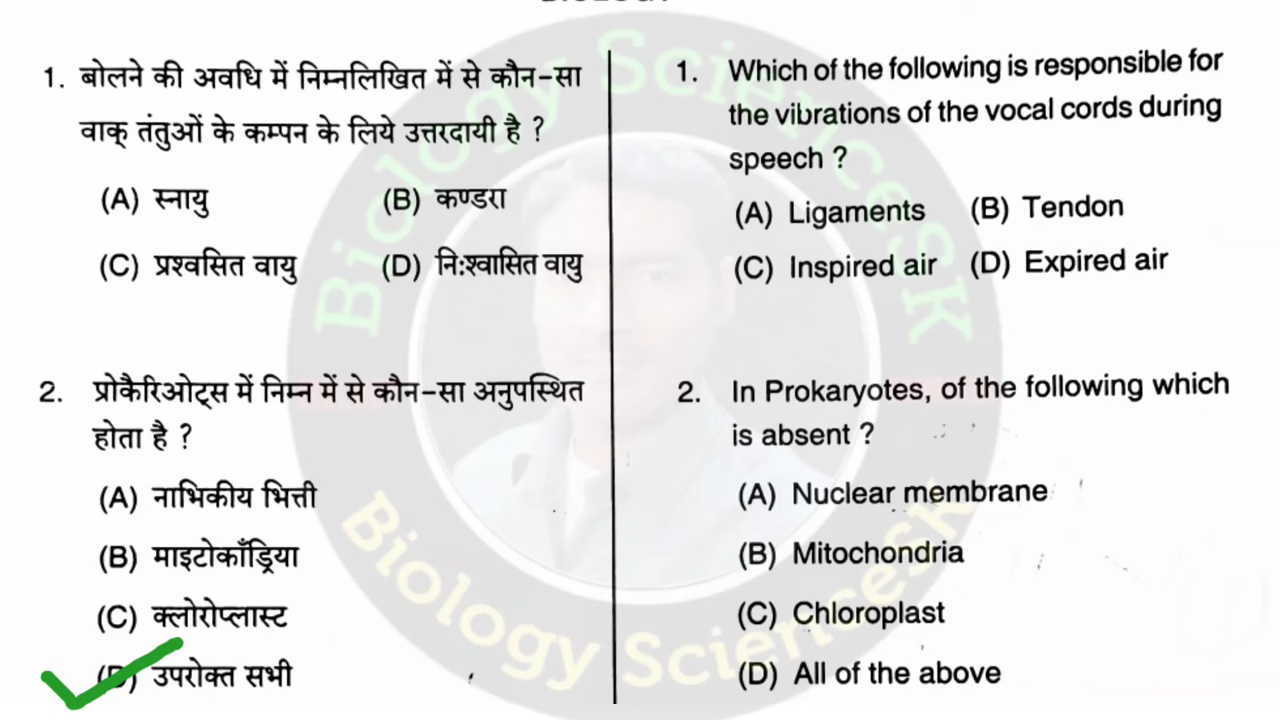 1. बोलने की अवधि में निम्नलिखित में से कौन-सा
वाक् तंतुओं के कम्पन के लिये उत्तरदायी है ?
(A) स्नायु (B) कण्डरा
(C) प्रश्वसित वायु (D) निःश्वासित वायु
2. प्रोकैरिओट्स में निम्न में से कौन-सा अनुपस्थित
होता है ?
(A) नाभिकीय भित्ती
(B) माइटोकॉंड्रिया
(C) क्लोरोप्लास्ट
(D) उपरोक्त सभी
1. Which of the following is responsible for
the vibrations of the vocal cords during
speech ?
(A) Ligaments (B) Tendon
(C) Inspired air (D) Expired air
2. In Prokaryotes, of the following which
is absent ?
(A) Nuclear membrane
(B) Mitochondria
(C) Chloroplast
(D) All of the above
Biology ScienceSK
Biology ScienceSK